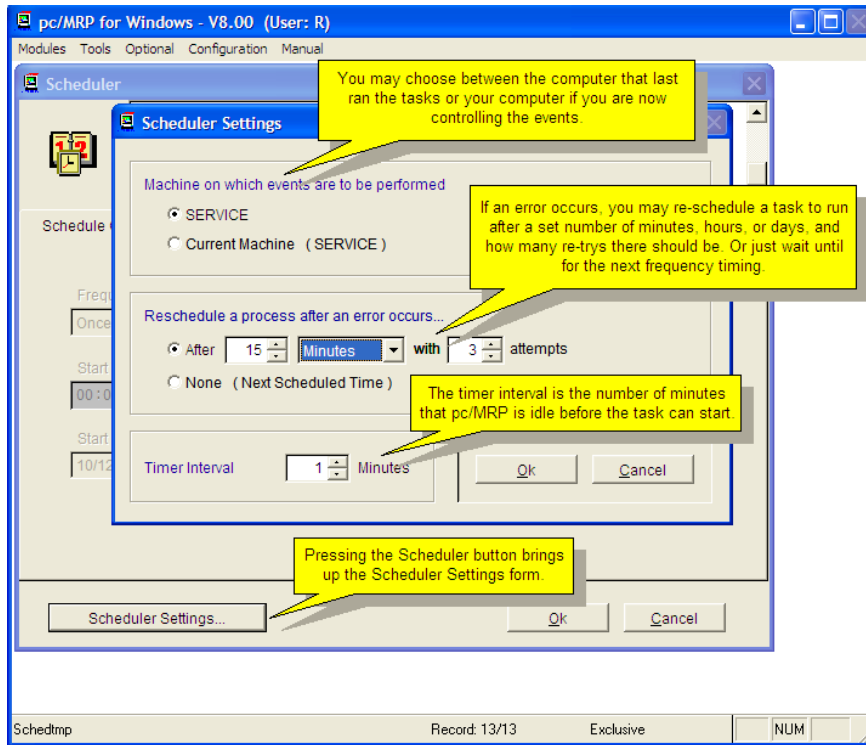 pc/MRP for Windows - V8.00 (User: R)
Modules Tools Optional Configuration Manual
Scheduler
You may choose between the computer that last
ran the tasks or your computer if you are now
controlling the events.
Scheduler Settings
Machine on which events are to be performed
SERVICE
Current Machine ( SERVICE )
If an error occurs, you may re-schedule a task to run
after a set number of minutes, hours, or days, and
how many re-trys there should be. Or just wait until
for the next frequency timing.
Schedule
Reschedule a process after an error occurs...
After 15 Minutes with 3 attempts
None ( Next Scheduled Time )
Once
Start
The timer interval is the number of minutes
that pc/MRP is idle before the task can start.
Start
10/12
Timer Interval 1 Minutes
Ok Cancel
Pressing the Scheduler button brings
up the Scheduler Settings form.
Scheduler Settings...
Ok Cancel
Schedtmp Record: 13/13 Exclusive NUM